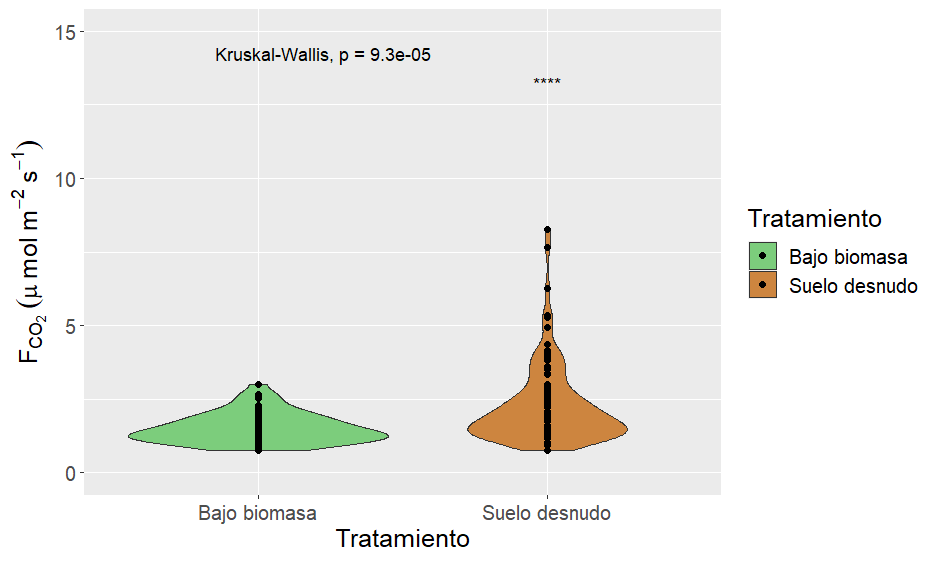 15
10
5
0
F_CO₂ (μ mol m⁻² s⁻¹)
Kruskal-Wallis, p = 9.3e-05
****
Bajo biomasa
Suelo desnudo
Tratamiento
Tratamiento
Bajo biomasa
Suelo desnudo